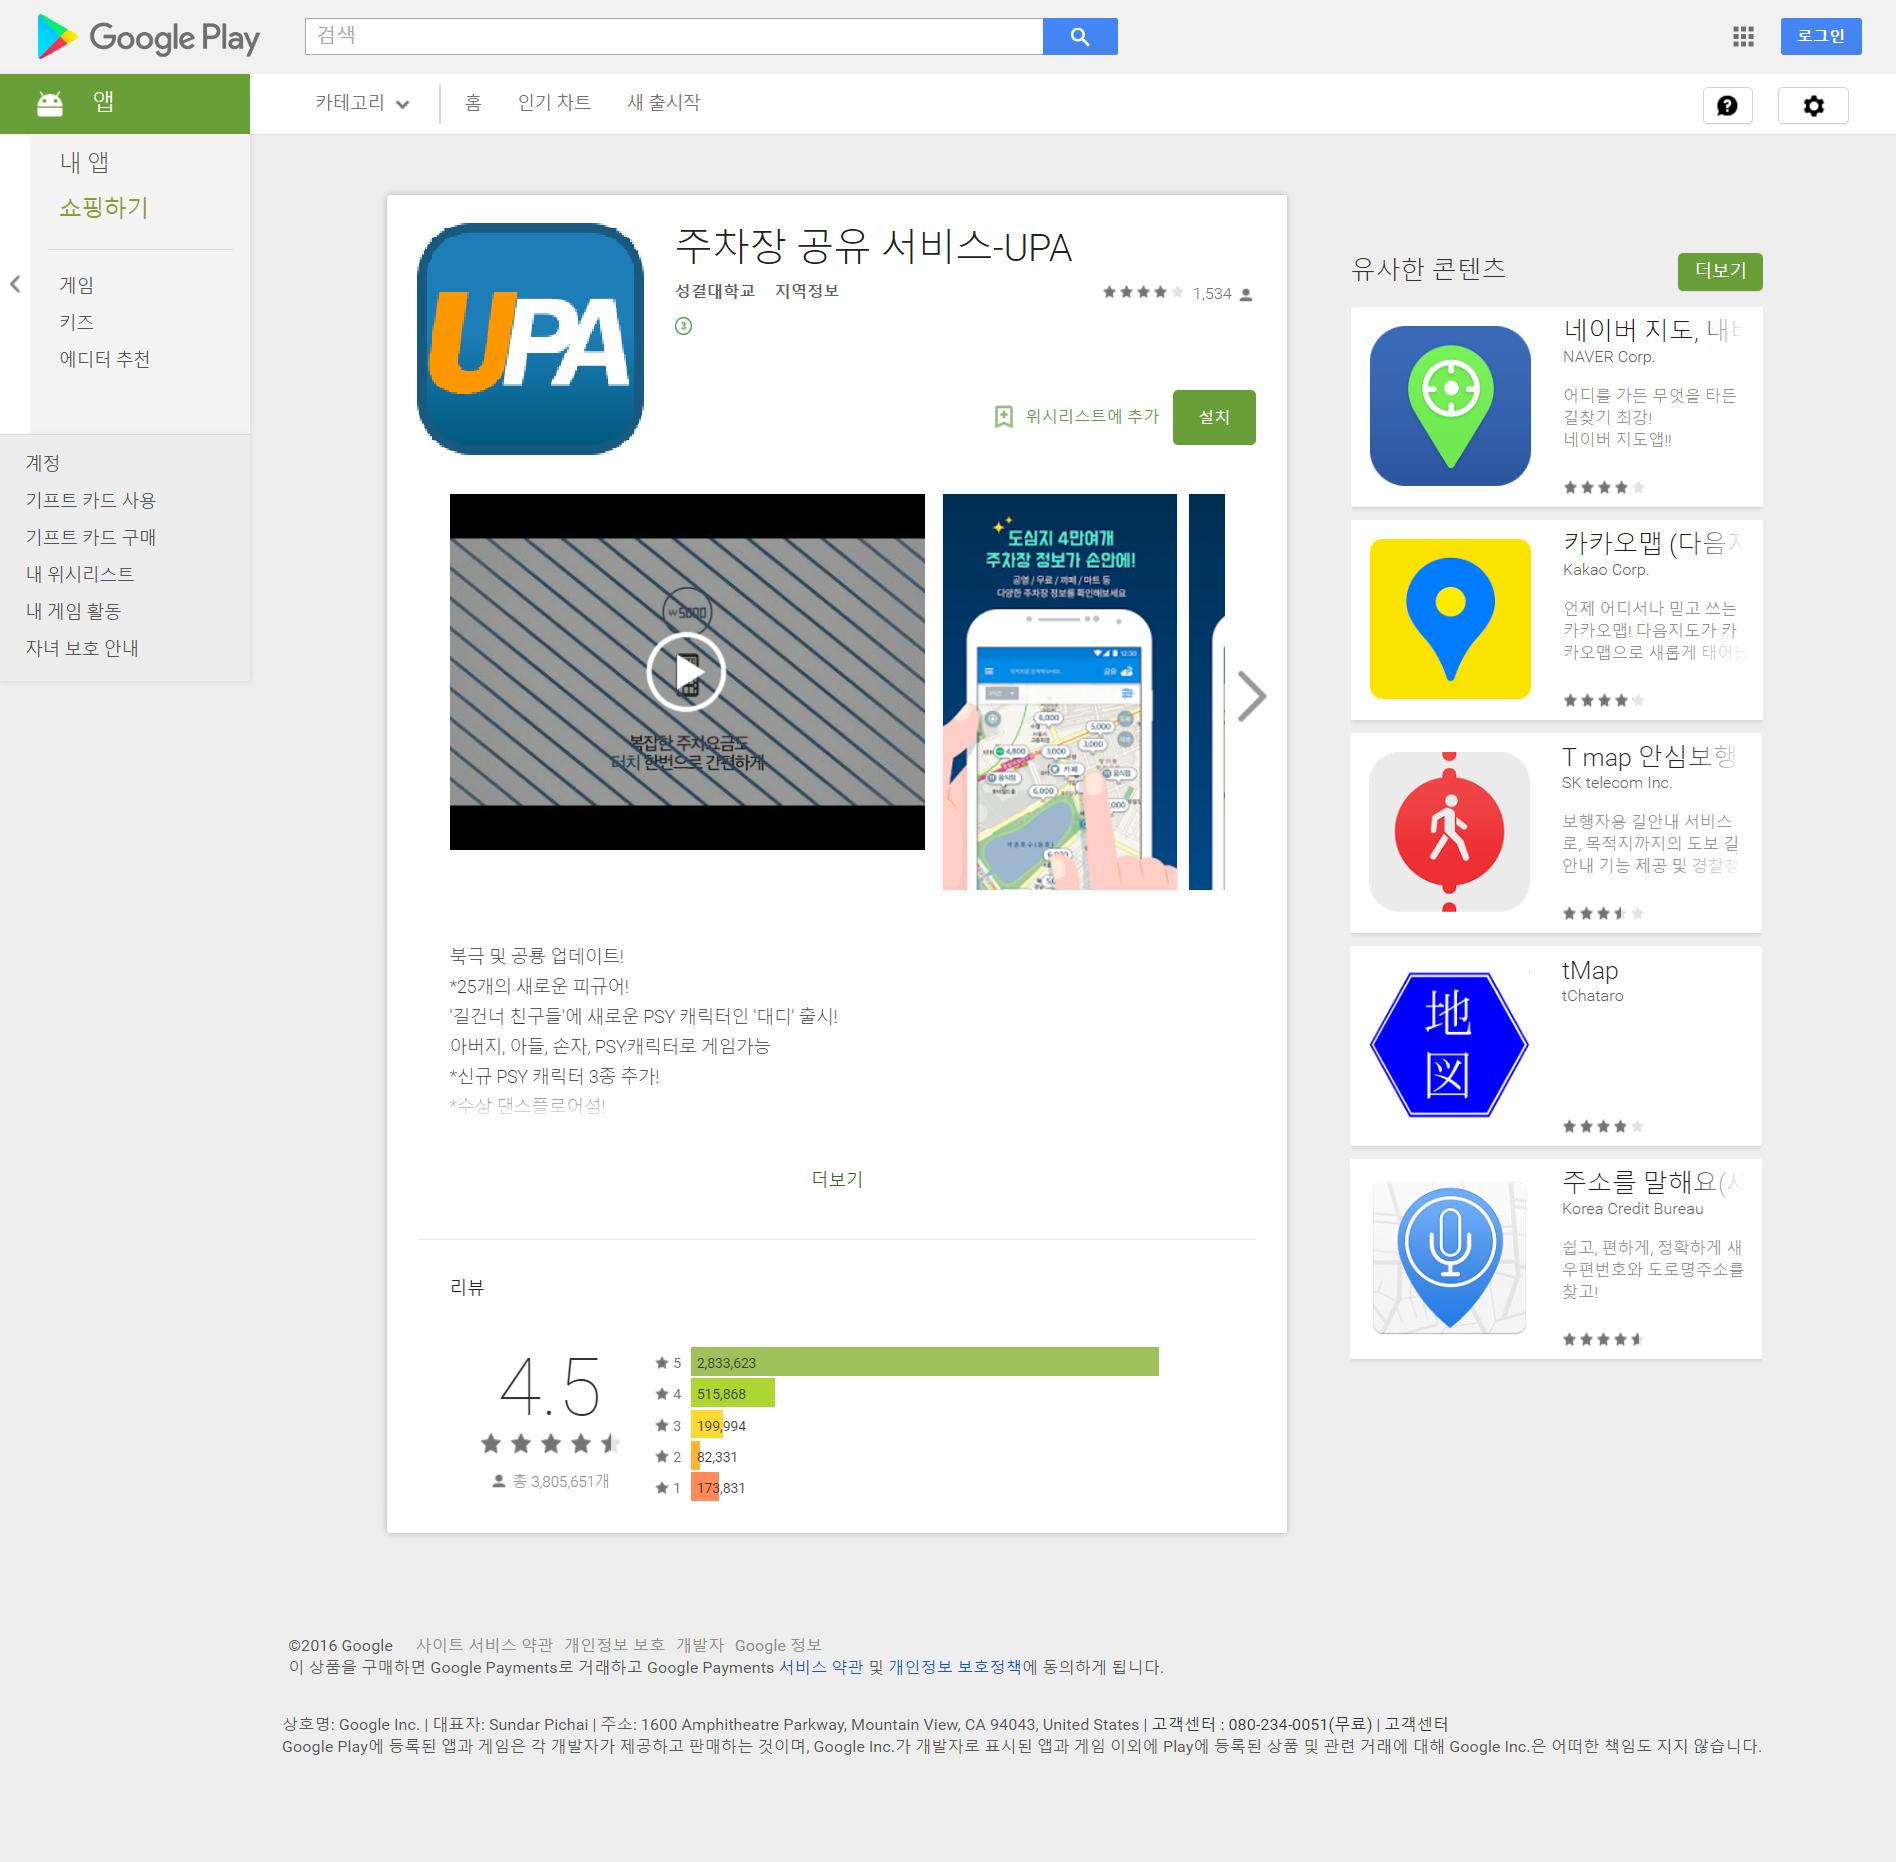 Google Play
검색
로그인
앱
카테고리
홈
인기 차트
새 출시작
내 앱
쇼핑하기
게임
키즈
에디터 추천
계정
기프트 카드 사용
기프트 카드 구매
내 위시리스트
내 게임 활동
자녀 보호 안내
UPA
주차장 공유 서비스-UPA
성결대학교 지역정보
1,534
3
위시리스트에 추가
설치
₩5000
복잡한 주차요금도
터치 한번으로 간편하게
도심지 4만여개
주차장 정보가 손안에!
공영 / 무료 / 까페 / 마트 등
다양한 주차장 정보를 확인해보세요
12:30
공유
6,000
5,000
3,000
4,800
3,000
카페
음식점
음식점
6,000
북극 및 공룡 업데이트!
*25개의 새로운 피규어!
'길건너 친구들'에 새로운 PSY 캐릭터인 '대디' 출시!
아버지, 아들, 손자, PSY캐릭터로 게임가능
*신규 PSY 캐릭터 3종 추가!
*수상 댄스플로어섬!
더보기
리뷰
4.5
총 3,805,651개
5 2,833,623
4 515,868
3 199,994
2 82,331
1 173,831
유사한 콘텐츠
더보기
네이버 지도, 내
NAVER Corp.
어디를 가든 무엇을 타든
길찾기 최강!
네이버 지도앱!!
카카오맵 (다음지
Kakao Corp.
언제 어디서나 믿고 쓰는
카카오맵! 다음지도가 카
카오맵으로 새롭게 태어났
T map 안심보행
SK telecom Inc.
보행자용 길안내 서비스
로, 목적지까지의 도보 길
안내 기능 제공 및 경찰청
地
図
tMap
tChataro
주소를 말해요(
Korea Credit Bureau
쉽고, 편하게, 정확하게 새
우편번호와 도로명주소를
찾고!
©2016 Google 사이트 서비스 약관 개인정보 보호 개발자 Google 정보
이 상품을 구매하면 Google Payments로 거래하고 Google Payments 서비스 약관 및 개인정보 보호정책에 동의하게 됩니다.
상호명: Google Inc. | 대표자: Sundar Pichai | 주소: 1600 Amphitheatre Parkway, Mountain View, CA 94043, United States | 고객센터 : 080-234-0051(무료) | 고객센터
Google Play에 등록된 앱과 게임은 각 개발자가 제공하고 판매하는 것이며, Google Inc.가 개발자로 표시된 앱과 게임 이외에 Play에 등록된 상품 및 관련 거래에 대해 Google Inc.은 어떠한 책임도 지지 않습니다.